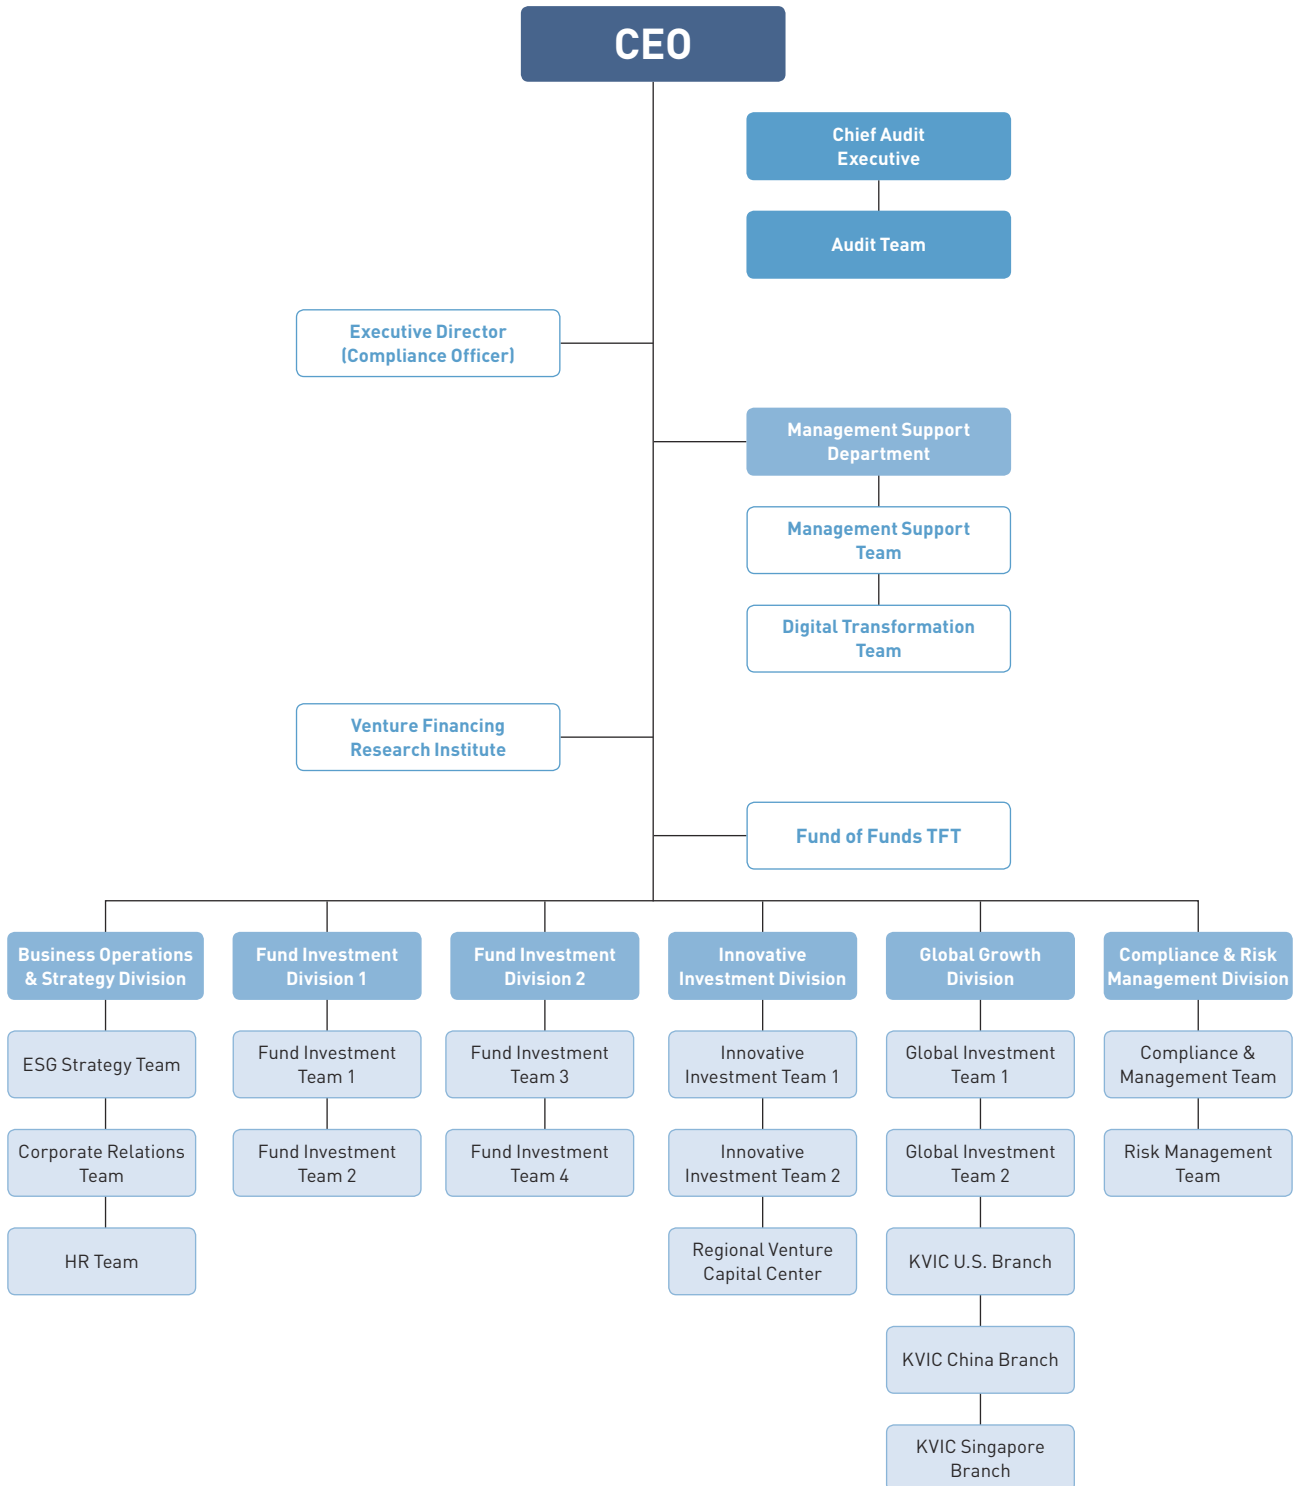 CEO
Chief Audit
Executive
Audit Team
Executive Director
(Compliance Officer)
Management Support
Department
Management Support
Team
Digital Transformation
Team
Venture Financing
Research Institute
Fund of Funds TFT
Business Operations
& Strategy Division
ESG Strategy Team
Corporate Relations
Team
HR Team
Fund Investment
Division 1
Fund Investment
Team 1
Fund Investment
Team 2
Fund Investment
Division 2
Fund Investment
Team 3
Fund Investment
Team 4
Innovative
Investment Division
Innovative
Investment Team 1
Innovative
Investment Team 2
Regional Venture
Capital Center
Global Growth
Division
Global Investment
Team 1
Global Investment
Team 2
KVIC U.S. Branch
KVIC China Branch
KVIC Singapore
Branch
Compliance & Risk
Management Division
Compliance &
Management Team
Risk Management
Team